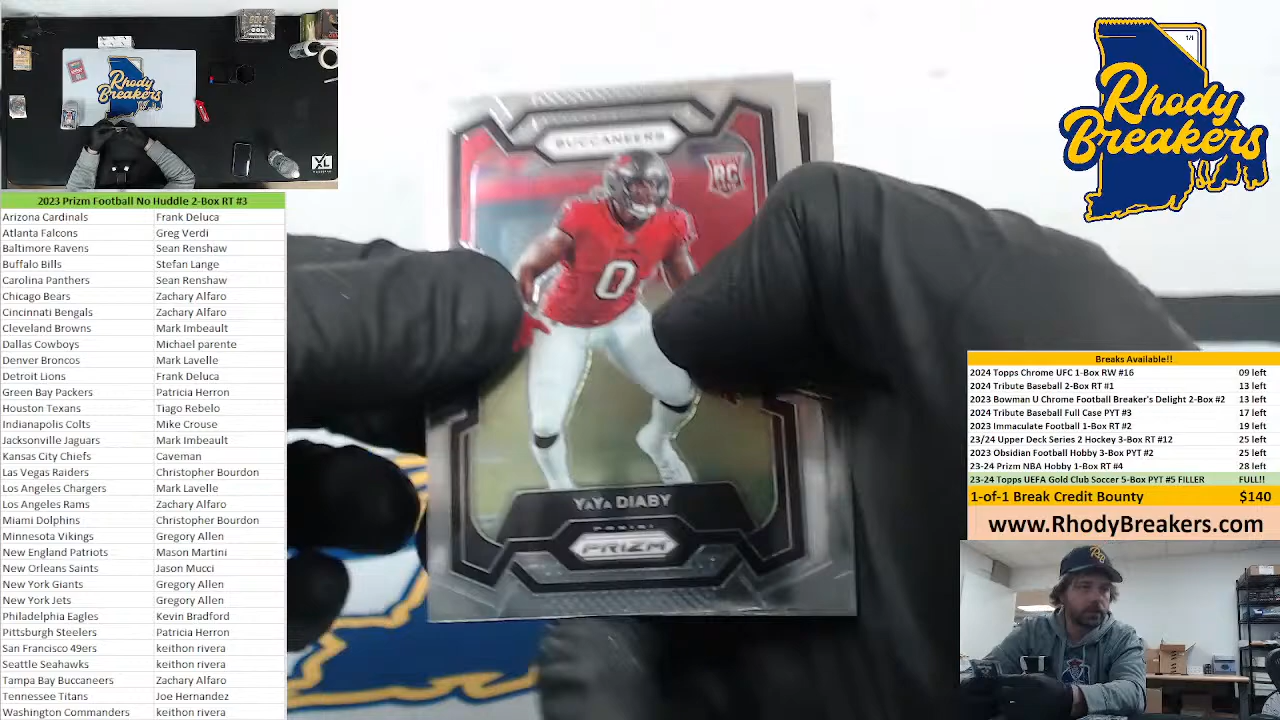 2023 Prizm Football No Huddle 2-Box RT #3
Arizona Cardinals Frank Deluca
Atlanta Falcons Greg Verdi
Baltimore Ravens Sean Renshaw
Buffalo Bills Stefan Lange
Carolina Panthers Sean Renshaw
Chicago Bears Zachary Alfaro
Cincinnati Bengals Zachary Alfaro
Cleveland Browns Mark Imbeault
Dallas Cowboys Michael parente
Denver Broncos Mark Lavelle
Detroit Lions Frank Deluca
Green Bay Packers Patricia Herron
Houston Texans Tiago Rebelo
Indianapolis Colts Mike Crouse
Jacksonville Jaguars Mark Imbeault
Kansas City Chiefs Caveman
Las Vegas Raiders Christopher Bourdon
Los Angeles Chargers Mark Lavelle
Los Angeles Rams Zachary Alfaro
Miami Dolphins Christopher Bourdon
Minnesota Vikings Gregory Allen
New England Patriots Mason Martini
New Orleans Saints Jason Mucci
New York Giants Gregory Allen
New York Jets Gregory Allen
Philadelphia Eagles Kevin Bradford
Pittsburgh Steelers Patricia Herron
San Francisco 49ers keithon rivera
Seattle Seahawks keithon rivera
Tampa Bay Buccaneers Zachary Alfaro
Tennessee Titans Joe Hernandez
Washington Commanders keithon rivera
Rhody
Breakers
XL
BUCCANEERS
RC
0
YaYa DIABY
PANINI
PRIZM
1/1
Rhody
Breakers
Breaks Available!!
2024 Topps Chrome UFC 1-Box RW #16 09 left
2024 Tribute Baseball 2-Box RT #1 13 left
2023 Bowman U Chrome Football Breaker's Delight 2-Box #2 13 left
2024 Tribute Baseball Full Case PYT #3 17 left
2023 Immaculate Football 1-Box RT #2 19 left
23/24 Upper Deck Series 2 Hockey 3-Box RT #12 25 left
2023 Obsidian Football Hobby 3-Box PYT #2 25 left
23-24 Prizm NBA Hobby 1-Box RT #4 28 left
23-24 Topps UEFA Gold Club Soccer 5-Box PYT #5 FILLER FULL!!
1-of-1 Break Credit Bounty $140
www.RhodyBreakers.com